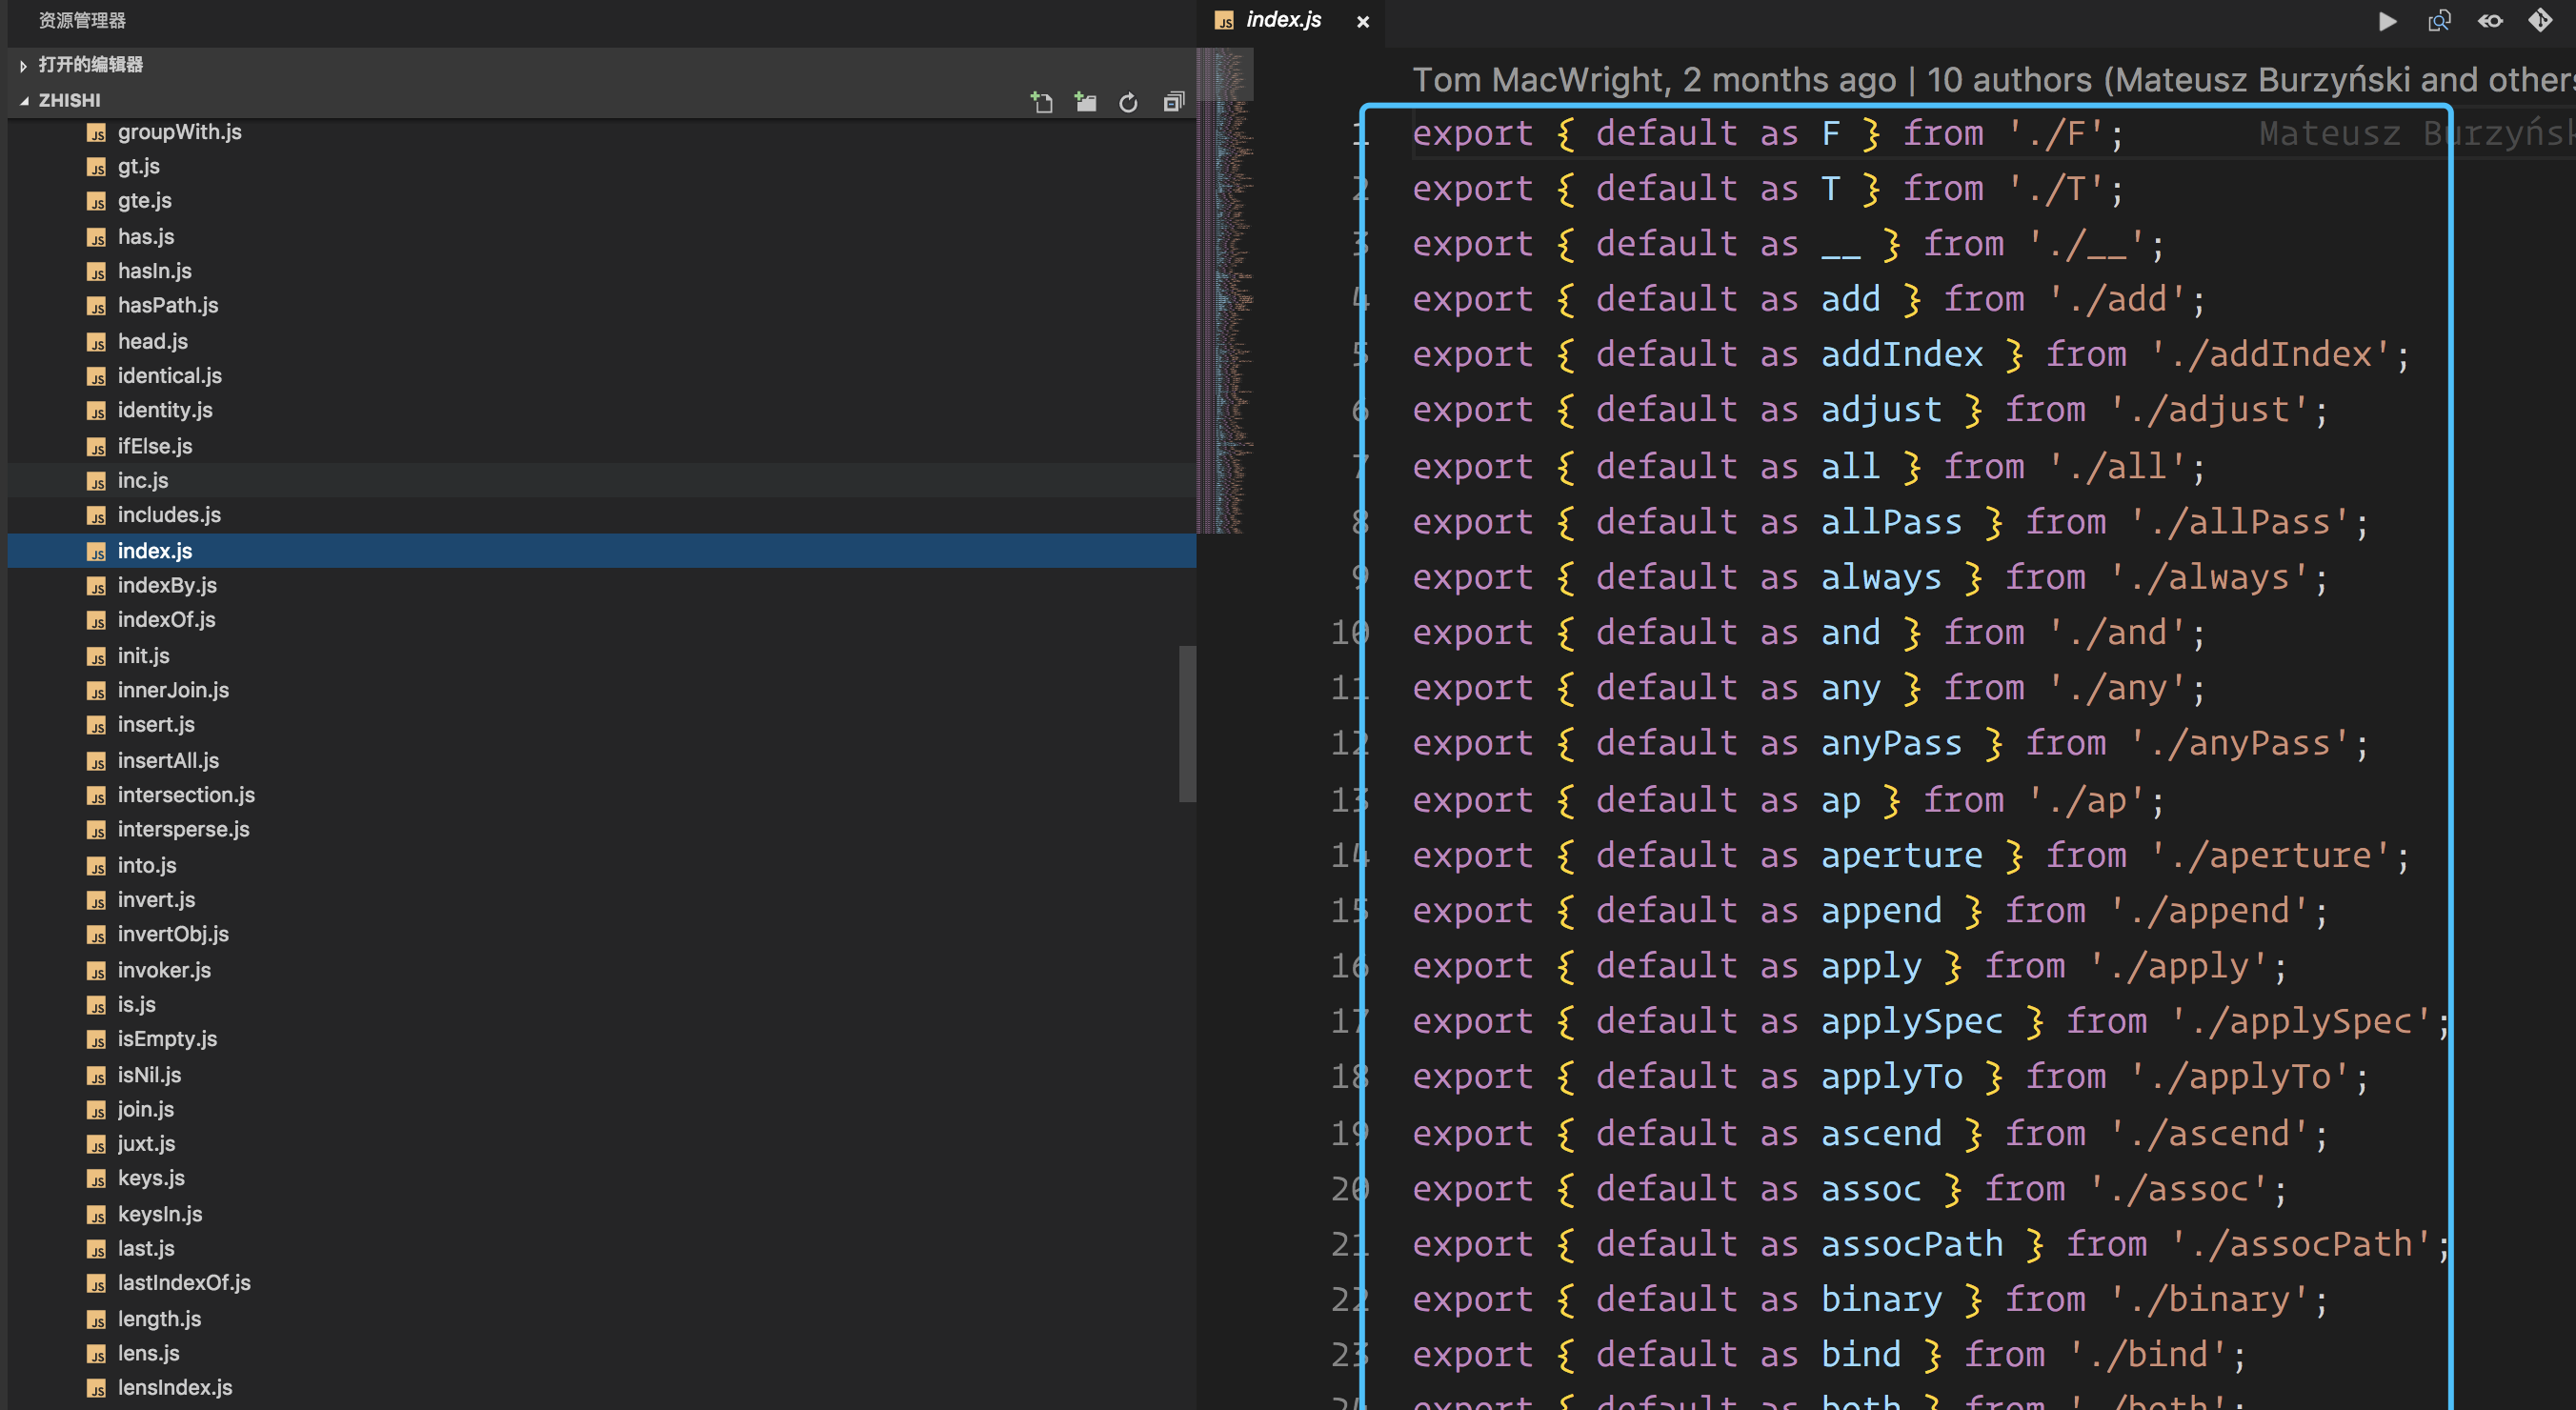 资源管理器
打开的编辑器
ZHISHI
groupWith.js
gt.js
gte.js
has.js
hasIn.js
hasPath.js
head.js
identical.js
identity.js
ifElse.js
inc.js
includes.js
index.js
indexBy.js
indexOf.js
init.js
innerJoin.js
insert.js
insertAll.js
intersection.js
intersperse.js
into.js
invert.js
invertObj.js
invoker.js
is.js
isEmpty.js
isNil.js
join.js
juxt.js
keys.js
keysIn.js
last.js
lastIndexOf.js
length.js
lens.js
lensIndex.js
index.js
Tom MacWright, 2 months ago | 10 authors (Mateusz Burzyński and others
1 export { default as F } from './F'; Mateusz Burzyńsk
2 export { default as T } from './T';
3 export { default as __ } from './__';
4 export { default as add } from './add';
5 export { default as addIndex } from './addIndex';
6 export { default as adjust } from './adjust';
7 export { default as all } from './all';
8 export { default as allPass } from './allPass';
9 export { default as always } from './always';
10 export { default as and } from './and';
11 export { default as any } from './any';
12 export { default as anyPass } from './anyPass';
13 export { default as ap } from './ap';
14 export { default as aperture } from './aperture';
15 export { default as append } from './append';
16 export { default as apply } from './apply';
17 export { default as applySpec } from './applySpec';
18 export { default as applyTo } from './applyTo';
19 export { default as ascend } from './ascend';
20 export { default as assoc } from './assoc';
21 export { default as assocPath } from './assocPath';
22 export { default as binary } from './binary';
23 export { default as bind } from './bind';
24 export { default as both } from './both';